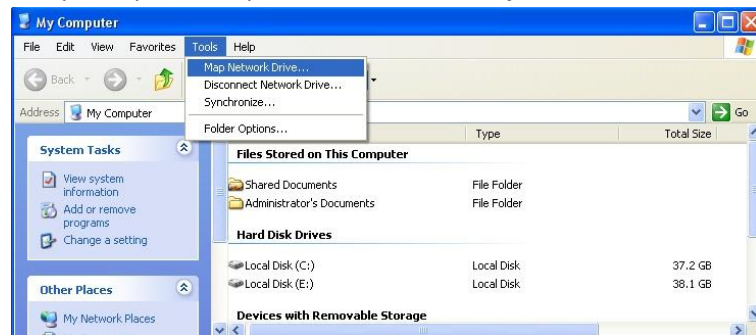 My Computer
File Edit View Favorites Tools Help
Back
Map Network Drive...
Disconnect Network Drive...
Synchronize...
Folder Options...
Address My Computer Go
Type Total Size
System Tasks
View system information
Add or remove programs
Change a setting
Other Places
My Network Places
Files Stored on This Computer
Shared Documents File Folder
Administrator's Documents File Folder
Hard Disk Drives
Local Disk (C:) Local Disk 37.2 GB
Local Disk (E:) Local Disk 38.1 GB
Devices with Removable Storage